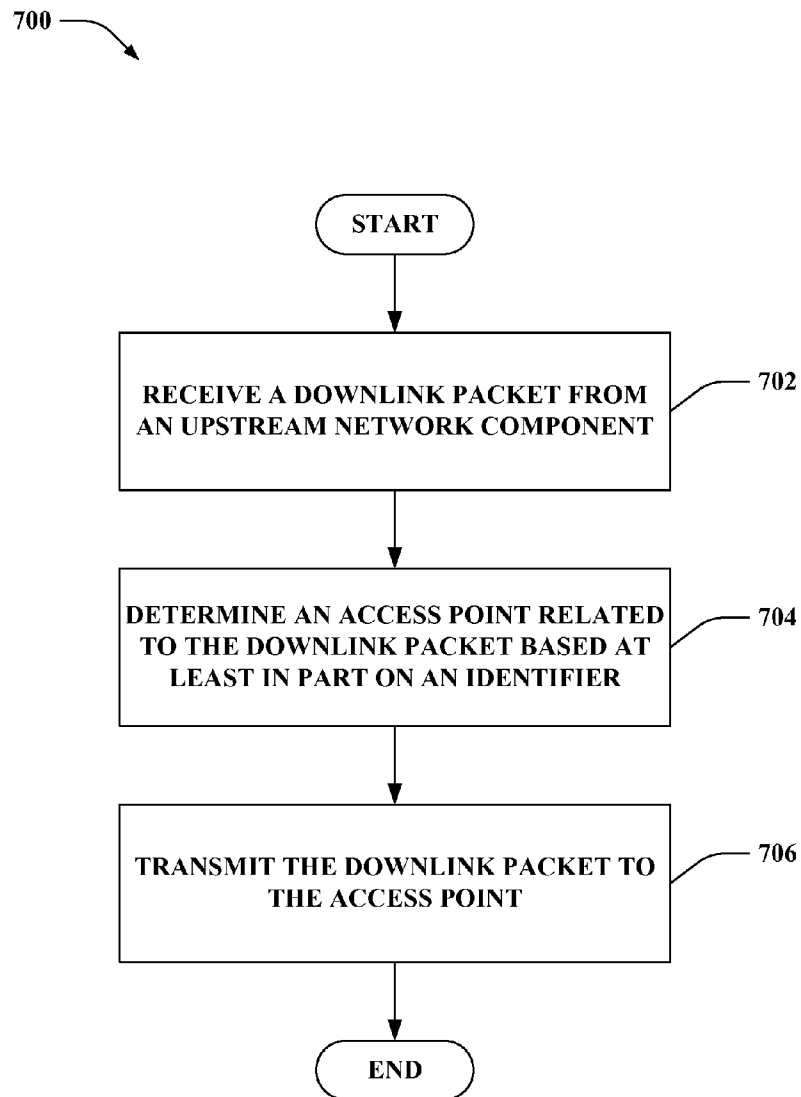 700
START
RECEIVE A DOWNLINK PACKET FROM
AN UPSTREAM NETWORK COMPONENT
702
DETERMINE AN ACCESS POINT RELATED
TO THE DOWNLINK PACKET BASED AT
LEAST IN PART ON AN IDENTIFIER
704
TRANSMIT THE DOWNLINK PACKET TO
THE ACCESS POINT
706
END